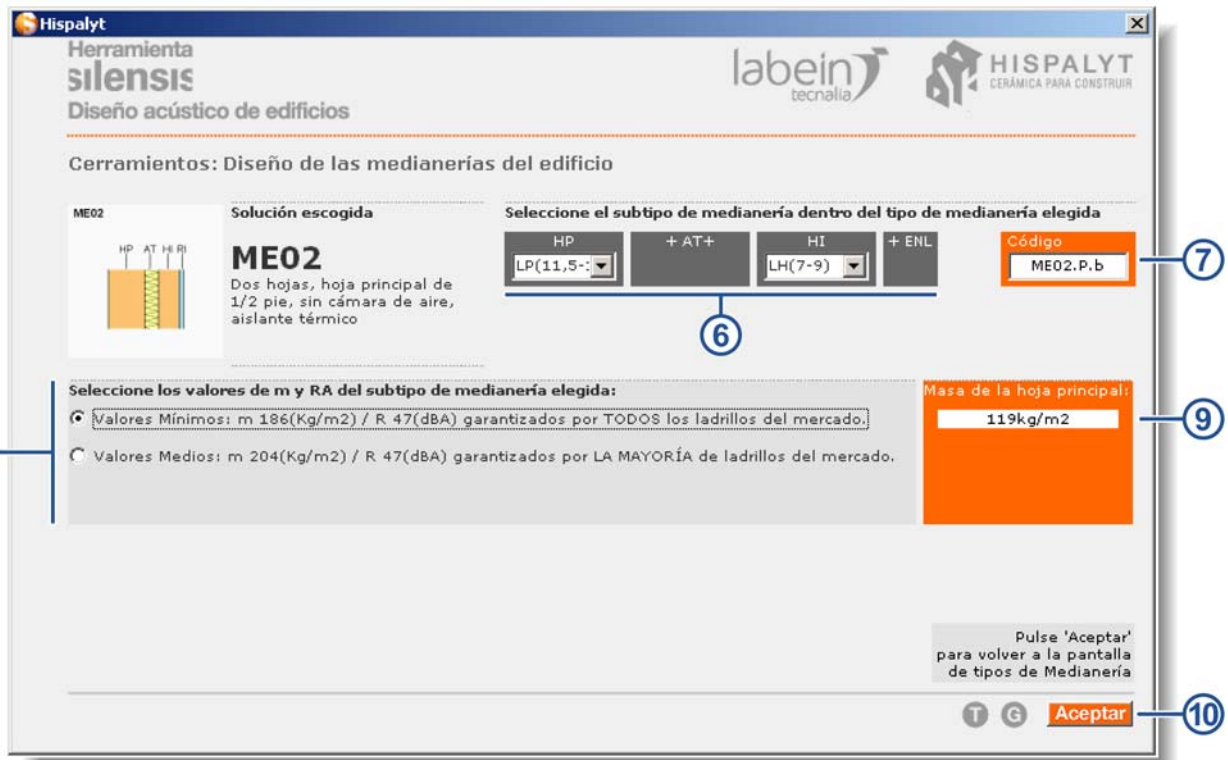 Hispalyt
Herramienta
silensis
Diseño acústico de edificios
labein
tecnalia
HISPALYT
CERÁMICA PARA CONSTRUIR
Cerramientos: Diseño de las medianerías del edificio
ME02
HP AT HI RI
Solución escogida
ME02
Dos hojas, hoja principal de
1/2 pie, sin cámara de aire,
aislante térmico
Seleccione el subtipo de medianería dentro del tipo de medianería elegida
HP + AT+ HI + ENL
LP(11,5- LH(7-9)
Código
ME02.P.b
7
6
Seleccione los valores de m y RA del subtipo de medianería elegida:
Valores Mínimos: m 186(Kg/m2) / R 47(dBA) garantizados por TODOS los ladrillos del mercado.
Valores Medios: m 204(Kg/m2) / R 47(dBA) garantizados por LA MAYORÍA de ladrillos del mercado.
Masa de la hoja principal:
119kg/m2
9
Pulse 'Aceptar'
para volver a la pantalla
de tipos de Medianería
T G Aceptar
10